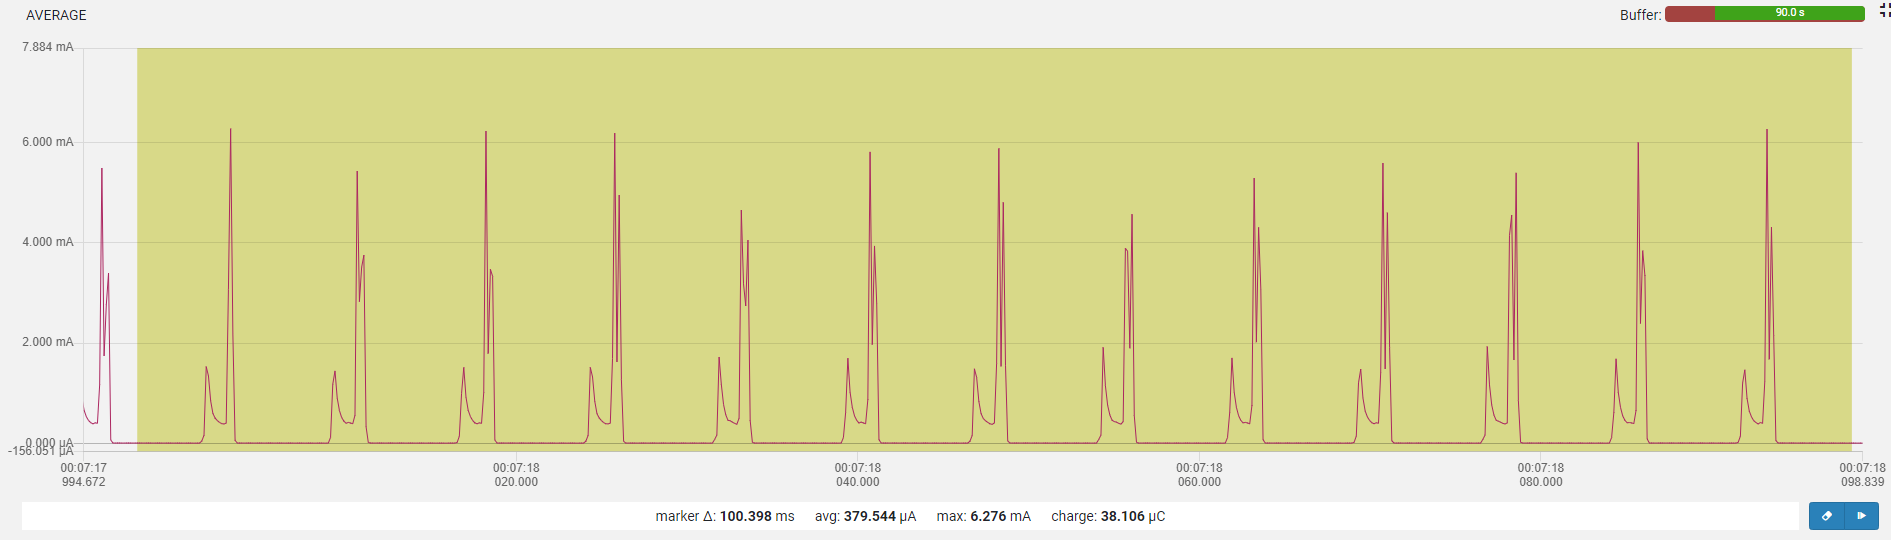 AVERAGE
Buffer: 90.0 s
7.884 mA
6.000 mA
4.000 mA
2.000 mA
0.000 µA
-156.051 µA
00:07:17 00:07:18 00:07:18 00:07:18 00:07:18 00:07:18
994.672 020.000 040.000 060.000 080.000 098.839
marker Δ: 100.398 ms avg: 379.544 µA max: 6.276 mA charge: 38.106 µC